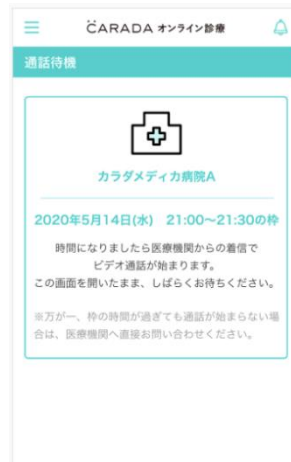 CARADA オンライン診療
通話待機
カラダメディカ病院A
2020年5月14日(水) 21:00～21:30の枠
時間になりましたら医療機関からの着信で
ビデオ通話が始まります。
この画面を開いたまま、しばらくお待ちください。
※万が一、枠の時間が過ぎても通話が始まらない場
合は、医療機関へ直接お問い合わせください。